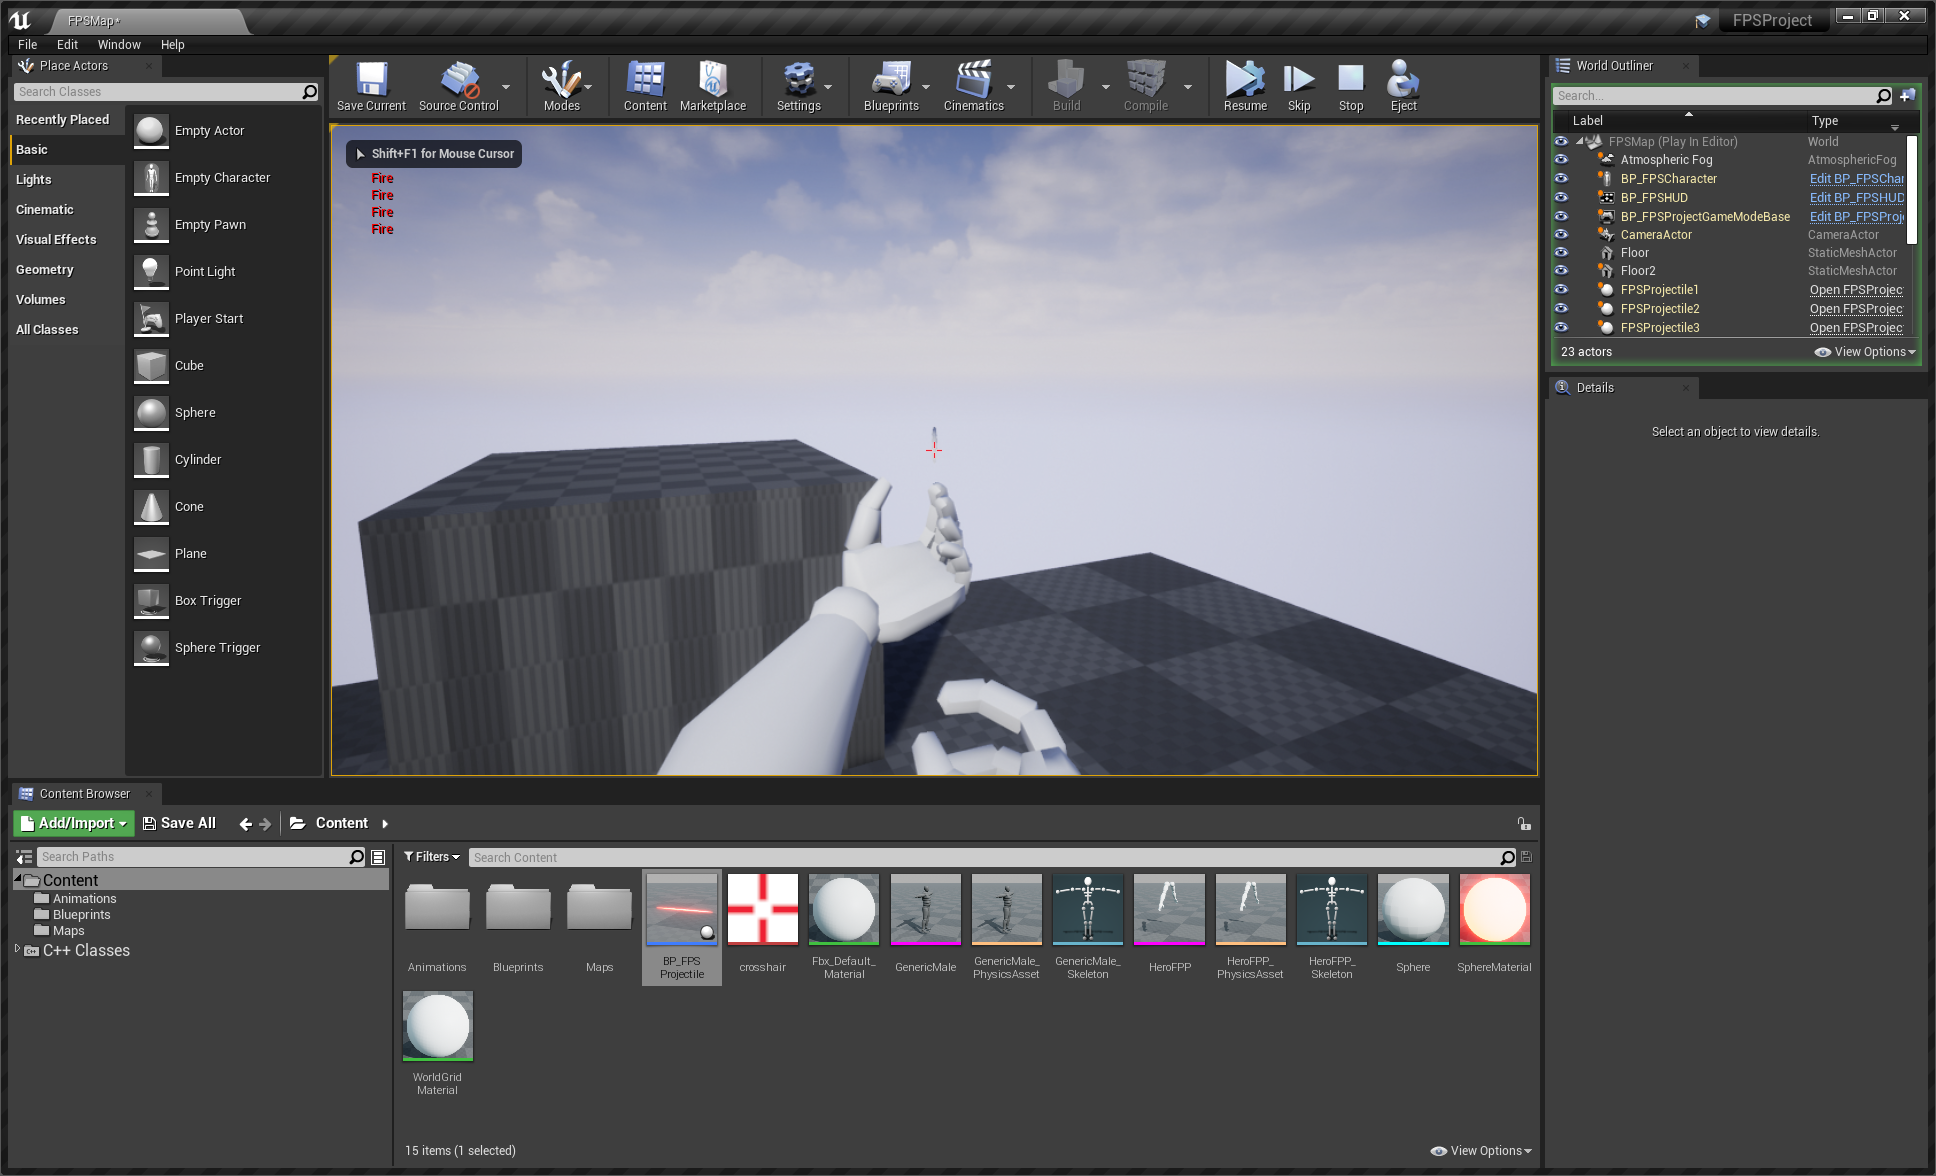 FPSMap*
FPSProject
File Edit Window Help
Place Actors
Search Classes
Recently Placed
Basic
Lights
Cinematic
Visual Effects
Geometry
Volumes
All Classes
Empty Actor
Empty Character
Empty Pawn
Point Light
Player Start
Cube
Sphere
Cylinder
Cone
Plane
Box Trigger
Sphere Trigger
Save Current
Source Control
Modes
Content
Marketplace
Settings
Blueprints
Cinematics
Build
Compile
Resume
Skip
Stop
Eject
Shift+F1 for Mouse Cursor
Fire
Fire
Fire
Fire
World Outliner
Search...
Label Type
FPSMap (Play In Editor) World
Atmospheric Fog AtmosphericFog
BP_FPSCharacter Edit BP_FPSChar
BP_FPSHUD Edit BP_FPSHUD
BP_FPSProjectGameModeBase Edit BP_FPSProj
CameraActor CameraActor
Floor StaticMeshActor
Floor2 StaticMeshActor
FPSProjectile1 Open FPSProjec
FPSProjectile2 Open FPSProjec
FPSProjectile3 Open FPSProjec
23 actors View Options
Details
Select an object to view details.
Content Browser
Add/Import Save All Content
Search Paths
Content
Animations
Blueprints
Maps
C++ Classes
Filters Search Content
Animations
Blueprints
Maps
BP_FPS
Projectile
crosshair
Fbx_Default_
Material
GenericMale
GenericMale_
PhysicsAsset
GenericMale_
Skeleton
HeroFPP
HeroFPP_
PhysicsAsset
HeroFPP_
Skeleton
Sphere
SphereMaterial
WorldGrid
Material
15 items (1 selected) View Options